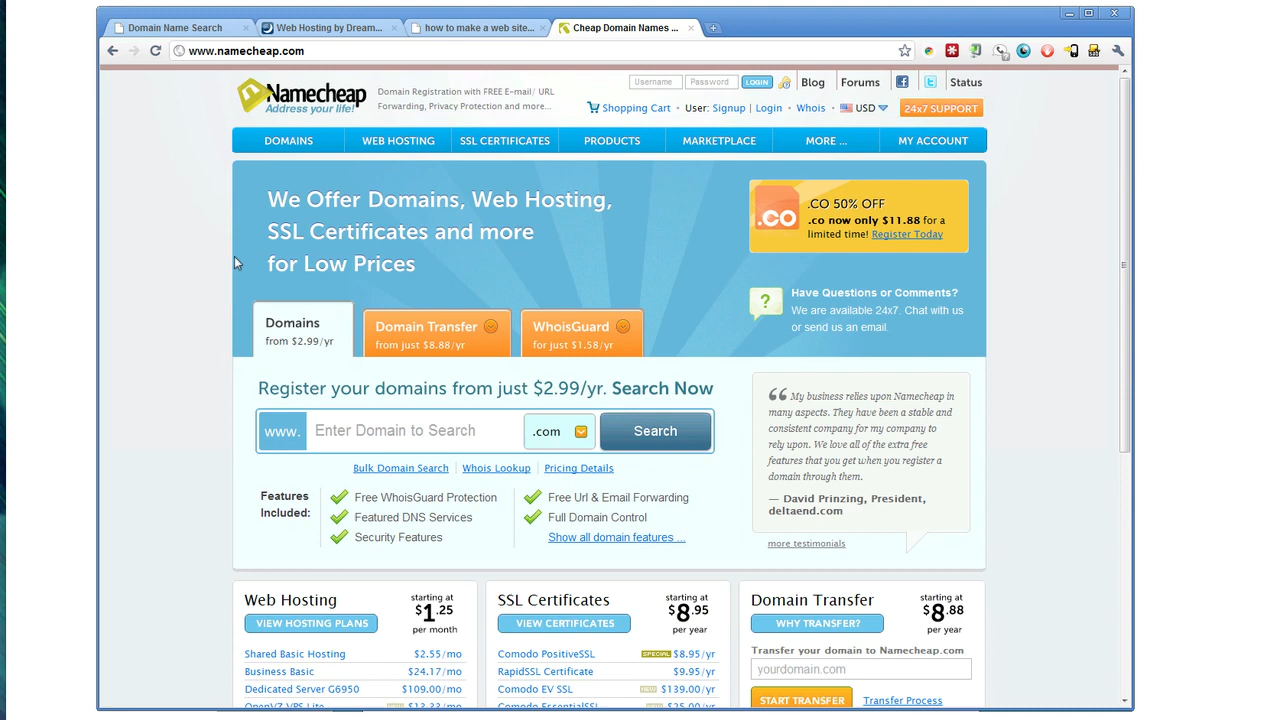 Domain Name Search
Web Hosting by Dream...
how to make a web site...
Cheap Domain Names ...
www.namecheap.com
Namecheap
Address your life!
Domain Registration with FREE E-mail/ URL
Forwarding, Privacy Protection and more...
Username Password LOGIN Blog Forums Status
Shopping Cart • User: Signup | Login • Whois • USD 24x7 SUPPORT
DOMAINS WEB HOSTING SSL CERTIFICATES PRODUCTS MARKETPLACE MORE ... MY ACCOUNT
We Offer Domains, Web Hosting,
SSL Certificates and more
for Low Prices
.co
.CO 50% OFF
.co now only $11.88 for a
limited time! Register Today
Have Questions or Comments?
We are available 24x7. Chat with us
or send us an email.
Domains
from $2.99/yr
Domain Transfer
from just $8.88/yr
WhoisGuard
for just $1.58/yr
Register your domains from just $2.99/yr. Search Now
www. Enter Domain to Search .com Search
Bulk Domain Search Whois Lookup Pricing Details
Features
Included:
Free WhoisGuard Protection
Featured DNS Services
Security Features
Free Url & Email Forwarding
Full Domain Control
Show all domain features ...
My business relies upon Namecheap in
many aspects. They have been a stable and
consistent company for my company to
rely upon. We love all of the extra free
features that you get when you register a
domain through them.
— David Prinzing, President,
deltaend.com
more testimonials
Web Hosting
VIEW HOSTING PLANS
starting at
$1.25
per month
Shared Basic Hosting $2.55/mo
Business Basic $24.17/mo
Dedicated Server G6950 $109.00/mo
OpenVZ VPS Lite $13.33/mo
SSL Certificates
VIEW CERTIFICATES
starting at
$8.95
per year
Comodo PositiveSSL SPECIAL $8.95/yr
RapidSSL Certificate $9.95/yr
Comodo EV SSL $139.00/yr
Comodo EssentialSSL $25.00/yr
Domain Transfer
WHY TRANSFER?
starting at
$8.88
per year
Transfer your domain to Namecheap.com
yourdomain.com
START TRANSFER Transfer Process